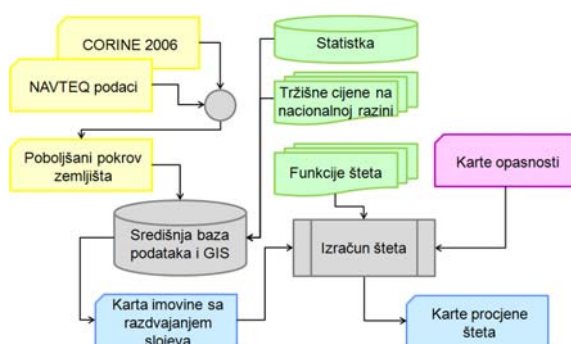 CORINE 2006
NAVTEQ podaci
Poboljšani pokrov
zemljišta
Središnja baza
podataka i GIS
Karta imovine sa
razdvajanjem
slojeva
Statistka
Tržišne cijene na
nacionalnoj razini
Funkcije šteta
Izračun šteta
Karte opasnosti
Karte procjene
šteta